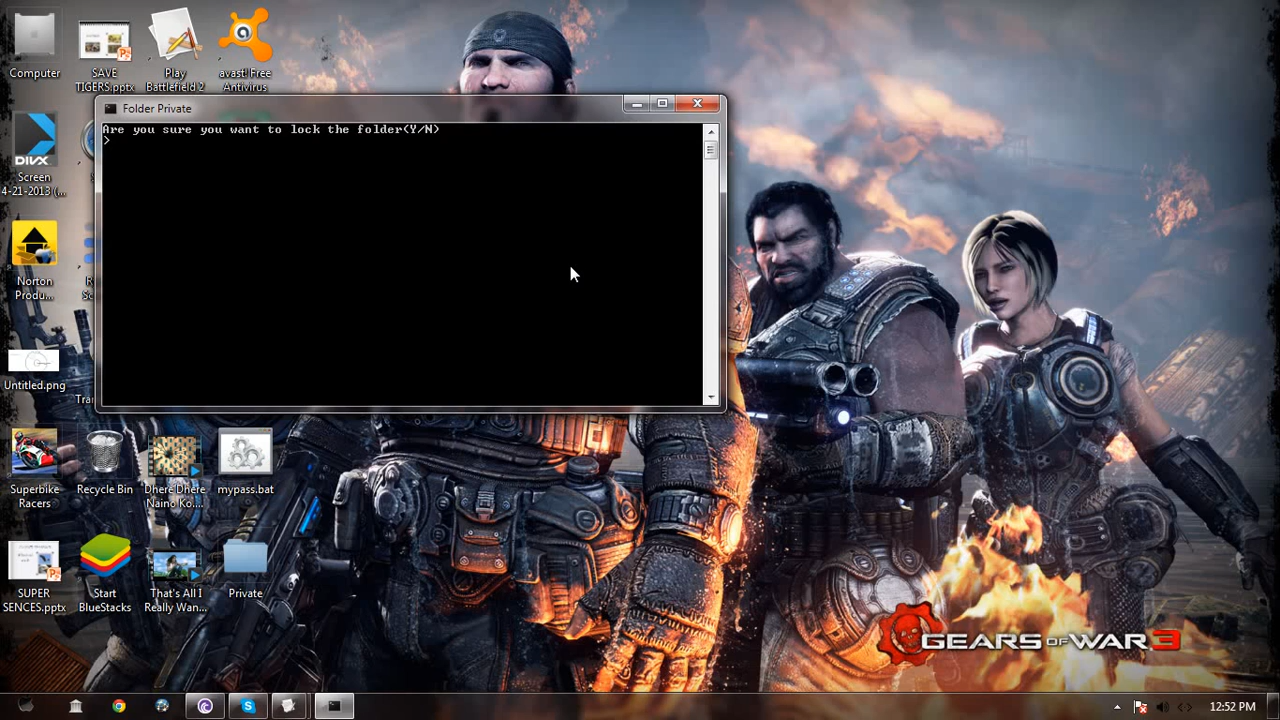 Computer
SAVE
TIGERS.pptx
Play
Battlefield 2
avast! Free
Antivirus
Folder Private
Are you sure you want to lock the folder(Y/N)
>
DIVX
Screen
4-21-2013 (...
Norton
Produ...
Untitled.png
Superbike
Racers
Recycle Bin
Dhere Dhere
Naino Ko....
mypass.bat
SUPER
SENCES.pptx
Start
BlueStacks
That's All I
Really Wan...
Private
GEARS OF WAR 3
12:52 PM